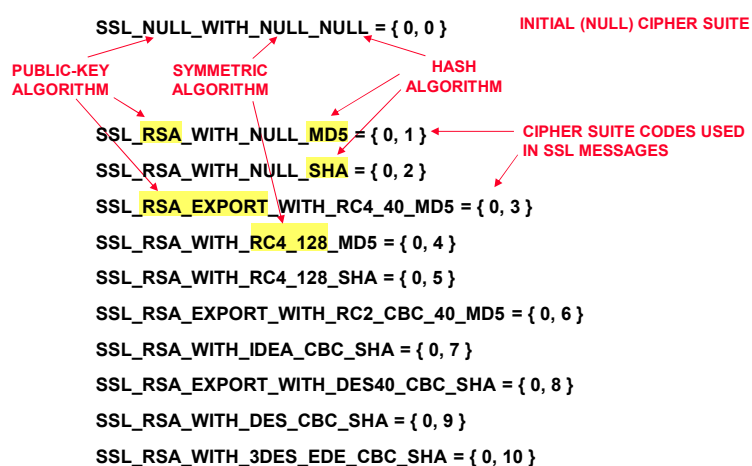 SSL_NULL_WITH_NULL_NULL = { 0, 0 }
INITIAL (NULL) CIPHER SUITE
PUBLIC-KEY
ALGORITHM
SYMMETRIC
ALGORITHM
HASH
ALGORITHM
SSL_RSA_WITH_NULL_MD5 = { 0, 1 }
CIPHER SUITE CODES USED
IN SSL MESSAGES
SSL_RSA_WITH_NULL_SHA = { 0, 2 }
SSL_RSA_EXPORT_WITH_RC4_40_MD5 = { 0, 3 }
SSL_RSA_WITH_RC4_128_MD5 = { 0, 4 }
SSL_RSA_WITH_RC4_128_SHA = { 0, 5 }
SSL_RSA_EXPORT_WITH_RC2_CBC_40_MD5 = { 0, 6 }
SSL_RSA_WITH_IDEA_CBC_SHA = { 0, 7 }
SSL_RSA_EXPORT_WITH_DES40_CBC_SHA = { 0, 8 }
SSL_RSA_WITH_DES_CBC_SHA = { 0, 9 }
SSL_RSA_WITH_3DES_EDE_CBC_SHA = { 0, 10 }